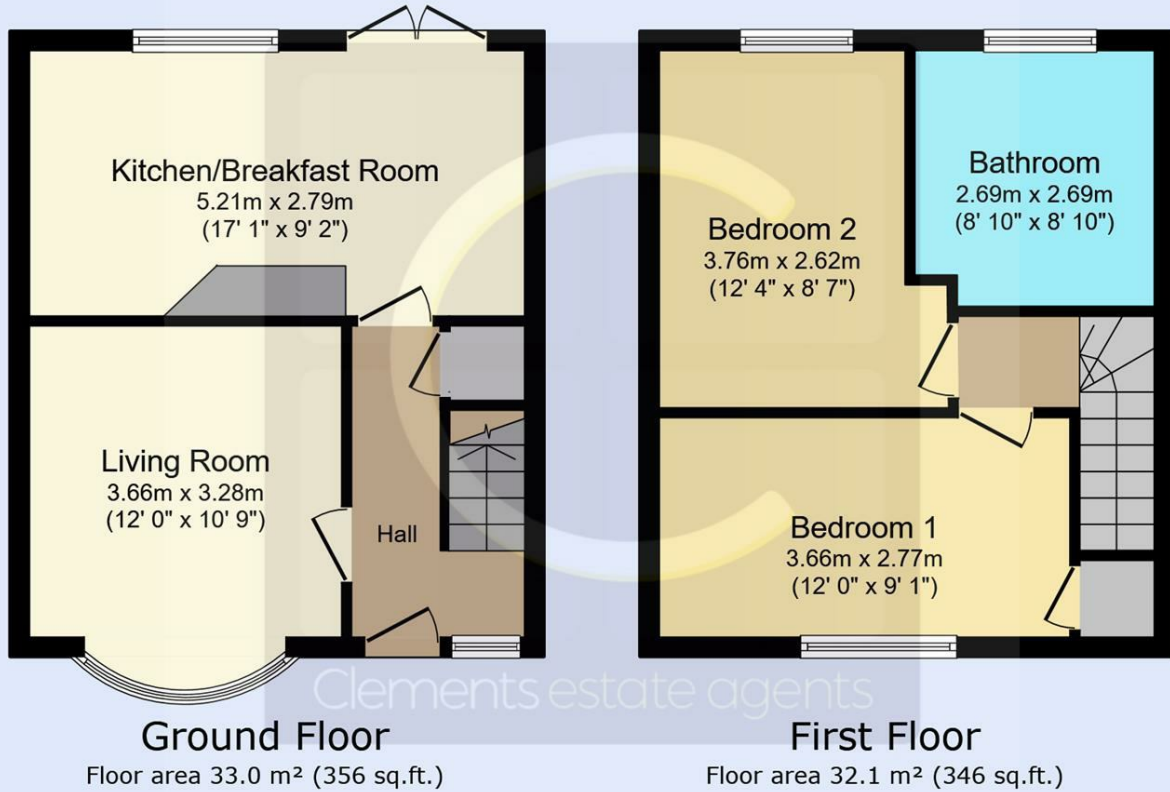 Kitchen/Breakfast Room
5.21m x 2.79m
(17' 1" x 9' 2")
Living Room
3.66m x 3.28m
(12' 0" x 10' 9")
Hall
Ground Floor
Floor area 33.0 m² (356 sq.ft.)
Bedroom 2
3.76m x 2.62m
(12' 4" x 8' 7")
Bathroom
2.69m x 2.69m
(8' 10" x 8' 10")
Bedroom 1
3.66m x 2.77m
(12' 0" x 9' 1")
First Floor
Floor area 32.1 m² (346 sq.ft.)
Clements estate agents